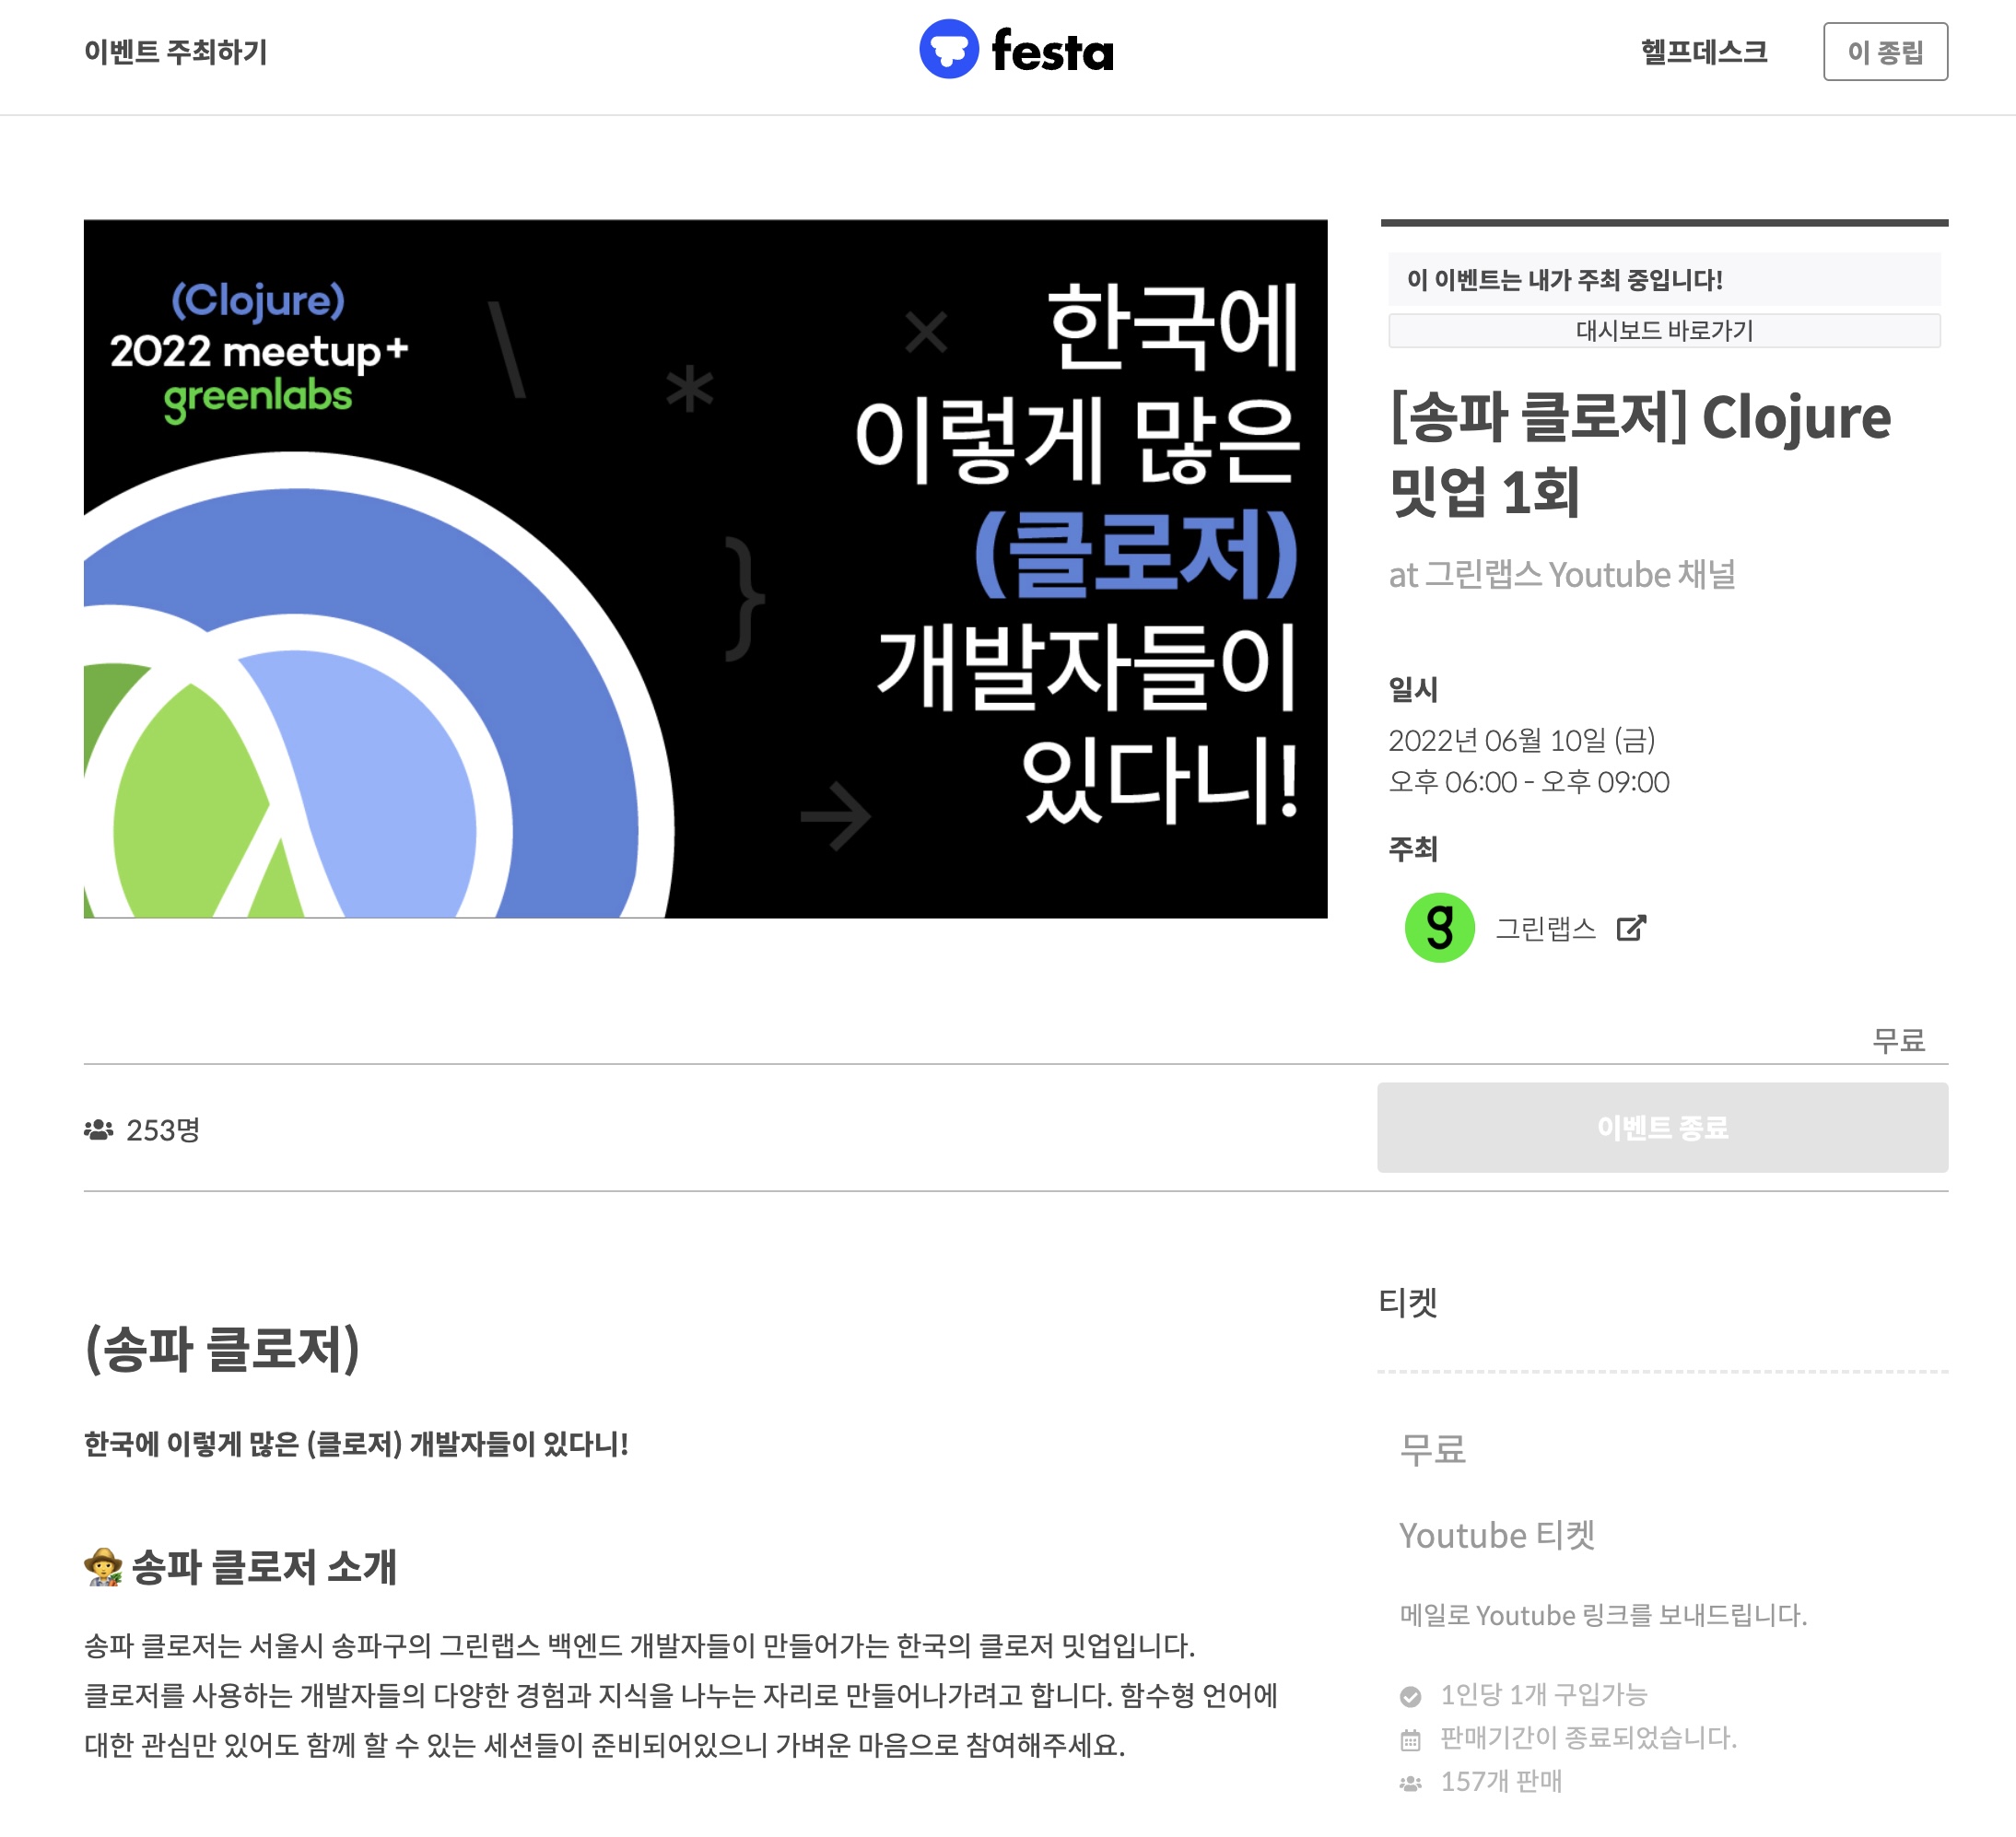 이벤트 주최하기
festa
헬프데스크
이 종립
(Clojure)
2022 meetup+
greenlabs
\
*
×
}
→
한국에
이렇게 많은
(클로저)
개발자들이
있다니!
이 이벤트는 내가 주최 중입니다!
대시보드 바로가기
[송파 클로저] Clojure
밋업 1회
at 그린랩스 Youtube 채널
일시
2022년 06월 10일 (금)
오후 06:00 - 오후 09:00
주최
g
그린랩스
무료
253명
이벤트 종료
(송파 클로저)
한국에 이렇게 많은 (클로저) 개발자들이 있다니!
송파 클로저 소개
송파 클로저는 서울시 송파구의 그린랩스 백엔드 개발자들이 만들어가는 한국의 클로저 밋업입니다.
클로저를 사용하는 개발자들의 다양한 경험과 지식을 나누는 자리로 만들어나가려고 합니다. 함수형 언어에
대한 관심만 있어도 함께 할 수 있는 세션들이 준비되어있으니 가벼운 마음으로 참여해주세요.
티켓
무료
Youtube 티켓
메일로 Youtube 링크를 보내드립니다.
1인당 1개 구입가능
판매기간이 종료되었습니다.
157개 판매